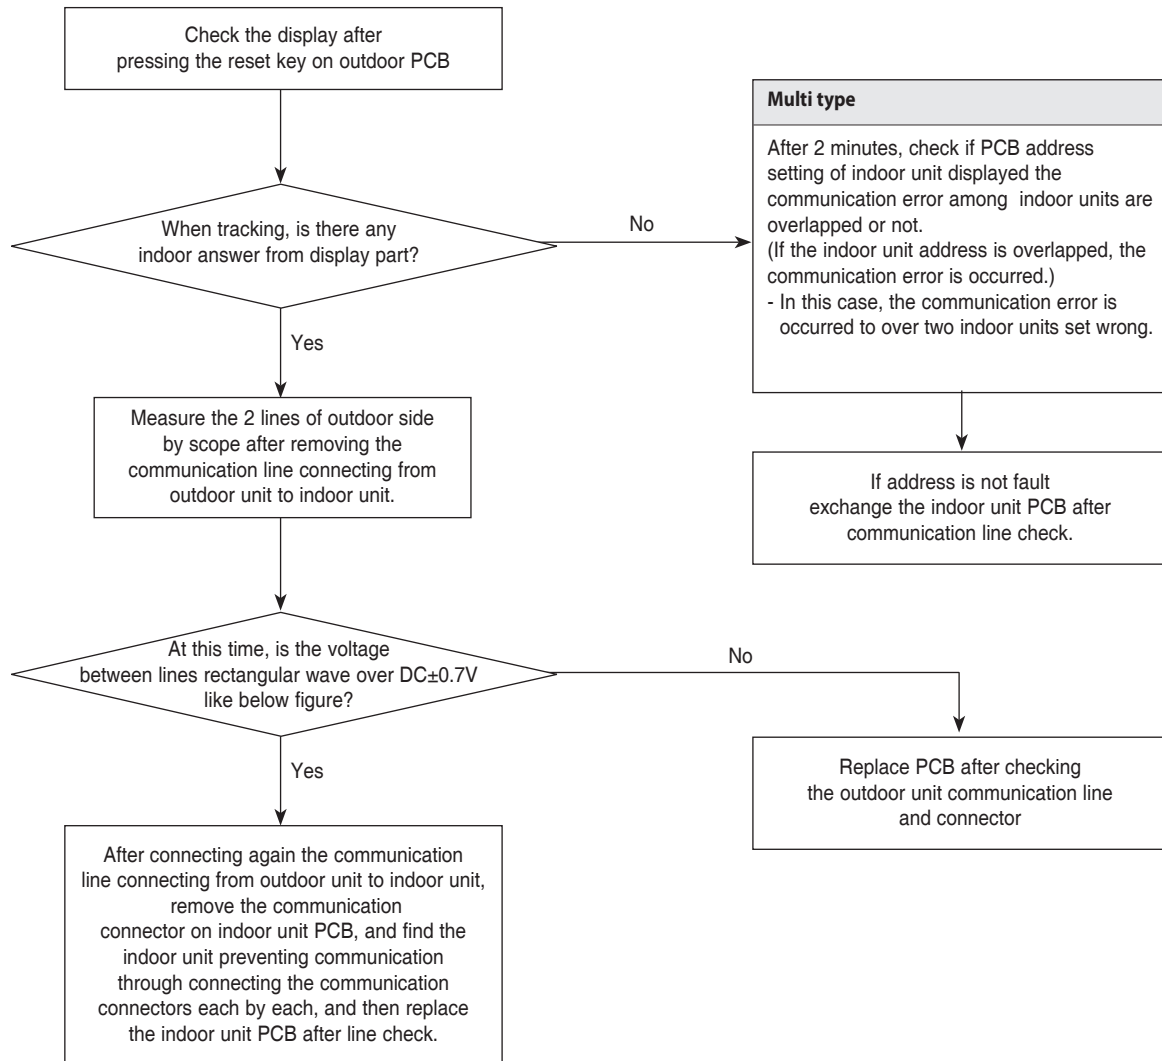 Check the display after
pressing the reset key on outdoor PCB
When tracking, is there any
indoor answer from display part?
No
Multi type
After 2 minutes, check if PCB address
setting of indoor unit displayed the
communication error among indoor units are
overlapped or not.
(If the indoor unit address is overlapped, the
communication error is occurred.)
- In this case, the communication error is
occurred to over two indoor units set wrong.
Yes
Measure the 2 lines of outdoor side
by scope after removing the
communication line connecting from
outdoor unit to indoor unit.
If address is not fault
exchange the indoor unit PCB after
communication line check.
At this time, is the voltage
between lines rectangular wave over DC±0.7V
like below figure?
No
Yes
Replace PCB after checking
the outdoor unit communication line
and connector
After connecting again the communication
line connecting from outdoor unit to indoor unit,
remove the communication
connector on indoor unit PCB, and find the
indoor unit preventing communication
through connecting the communication
connectors each by each, and then replace
the indoor unit PCB after line check.